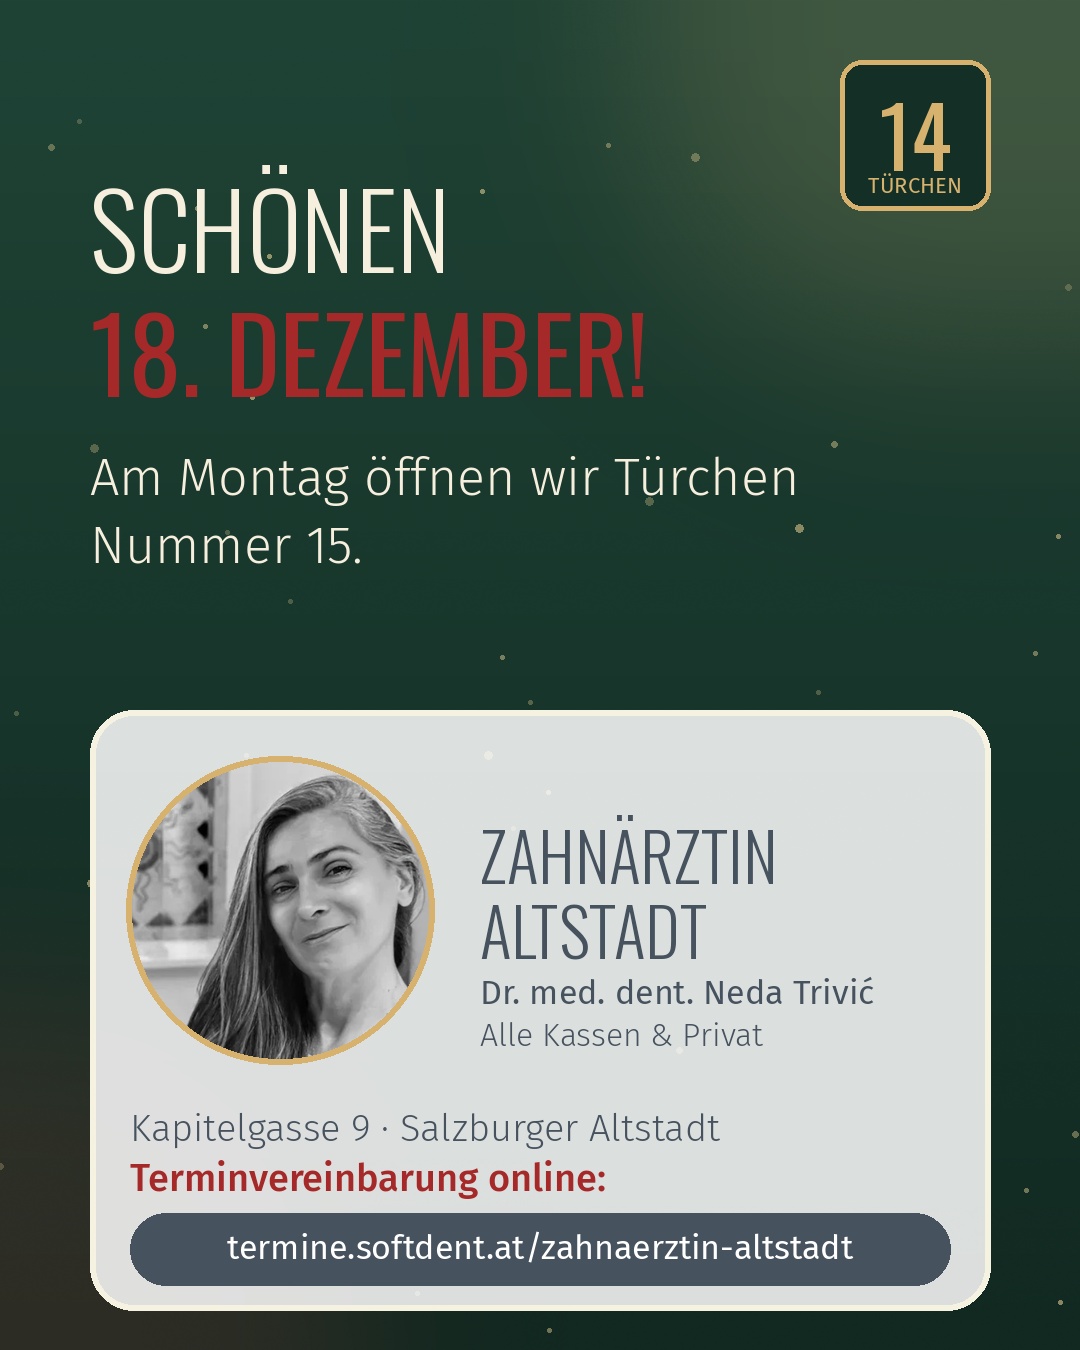 14
TÜRCHEN
SCHÖNEN
18. DEZEMBER!
Am Montag öffnen wir Türchen
Nummer 15.
ZAHNÄRZTIN
ALTSTADT
Dr. med. dent. Neda Trivić
Alle Kassen & Privat
Kapitelgasse 9 · Salzburger Altstadt
Terminvereinbarung online:
termine.softdent.at/zahnaerztin-altstadt